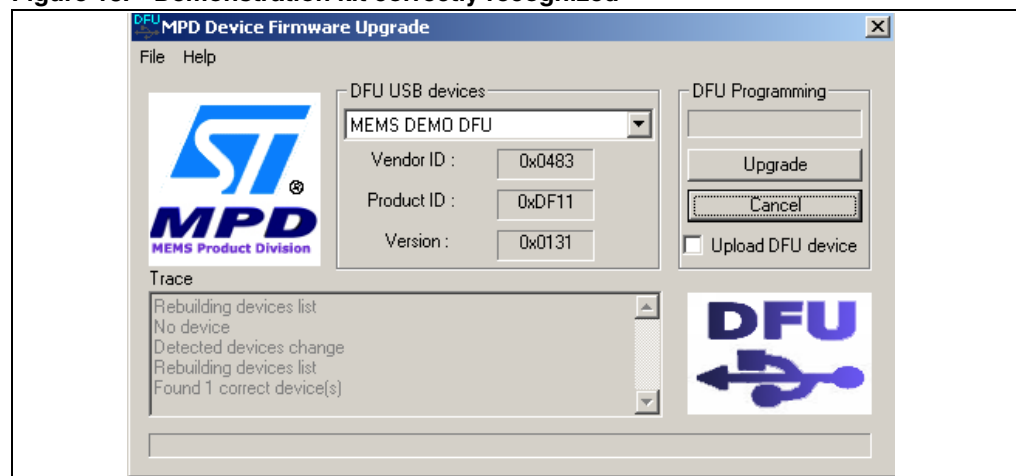 DFU MPD Device Firmware Upgrade
File Help
DFU USB devices
MEMS DEMO DFU
Vendor ID : 0x0483
Product ID : 0xDF11
Version : 0x0131
DFU Programming
Upgrade
Cancel
Upload DFU device
ST ®
MPD
MEMS Product Division
Trace
Rebuilding devices list
No device
Detected devices change
Rebuilding devices list
Found 1 correct device(s)
DFU